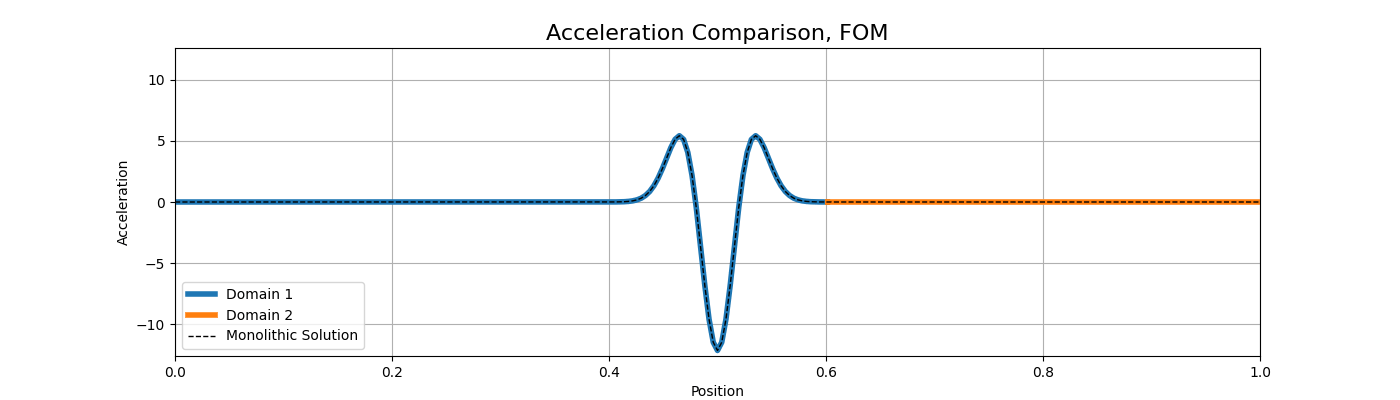 Acceleration Comparison, FOM
Acceleration
10
5
0
−5
−10
Domain 1
Domain 2
Monolithic Solution
0.0 0.2 0.4 0.6 0.8 1.0
Position